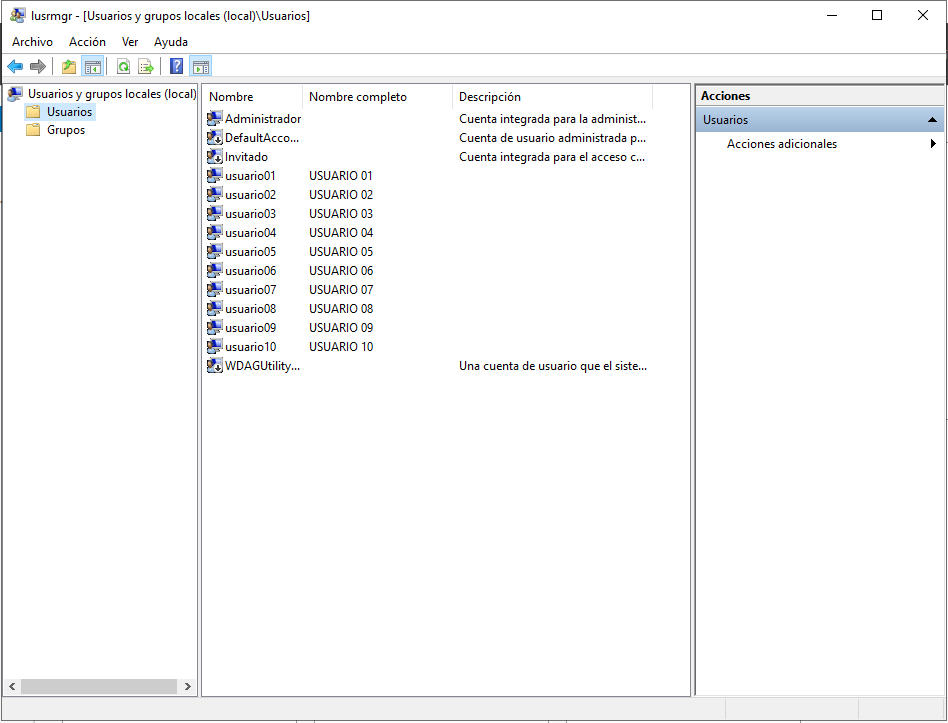 lusrmgr - [Usuarios y grupos locales (local)\Usuarios]
Archivo Acción Ver Ayuda
Usuarios y grupos locales (local)
Usuarios
Grupos
Nombre Nombre completo Descripción
Administrador Cuenta integrada para la administ...
DefaultAcco... Cuenta de usuario administrada p...
Invitado Cuenta integrada para el acceso c...
usuario01 USUARIO 01
usuario02 USUARIO 02
usuario03 USUARIO 03
usuario04 USUARIO 04
usuario05 USUARIO 05
usuario06 USUARIO 06
usuario07 USUARIO 07
usuario08 USUARIO 08
usuario09 USUARIO 09
usuario10 USUARIO 10
WDAGUtility... Una cuenta de usuario que el siste...
Acciones
Usuarios
Acciones adicionales